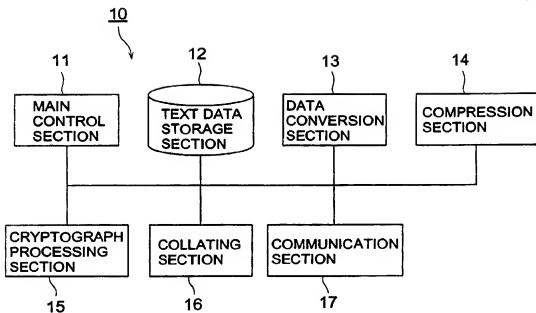 10
11
12
13
14
MAIN
CONTROL
SECTION
TEXT DATA
STORAGE
SECTION
DATA
CONVERSION
SECTION
COMPRESSION
SECTION
CRYPTOGRAPH
PROCESSING
SECTION
COLLATING
SECTION
COMMUNICATION
SECTION
15
16
17